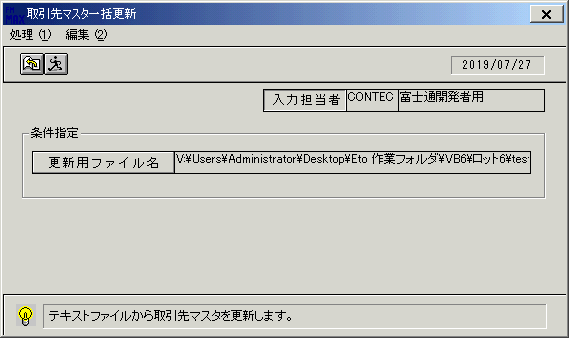 取引先マスター括更新
処理 (1) 編集 (2)
2019/07/27
入力担当者 CONTEC 富士通開発者用
条件指定
更新用ファイル名 V:¥Users¥Administrator¥Desktop¥Eto 作業フォルダ¥VB6¥ロット6¥tes
テキストファイルから取引先マスタを更新します。